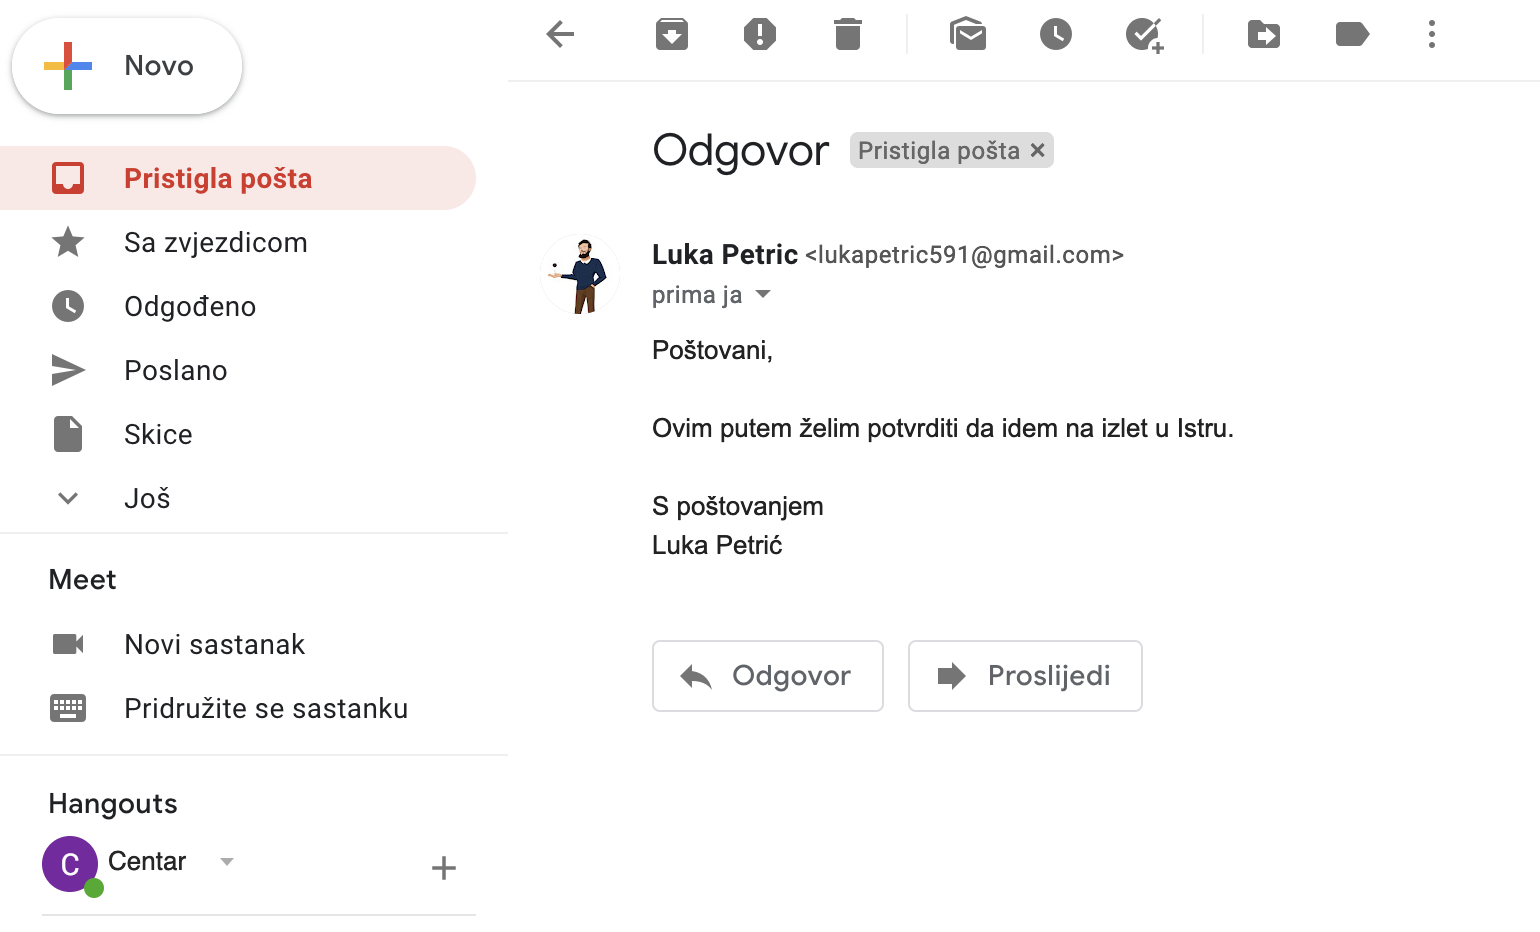 Novo
Pristigla pošta
Sa zvjezdicom
Odgođeno
Poslano
Skice
Još
Meet
Novi sastanak
Pridružite se sastanku
Hangouts
C Centar
Odgovor Pristigla pošta ×
Luka Petric <lukapetric591@gmail.com>
prima ja
Poštovani,
Ovim putem želim potvrditi da idem na izlet u Istru.
S poštovanjem
Luka Petrić
Odgovor Proslijedi